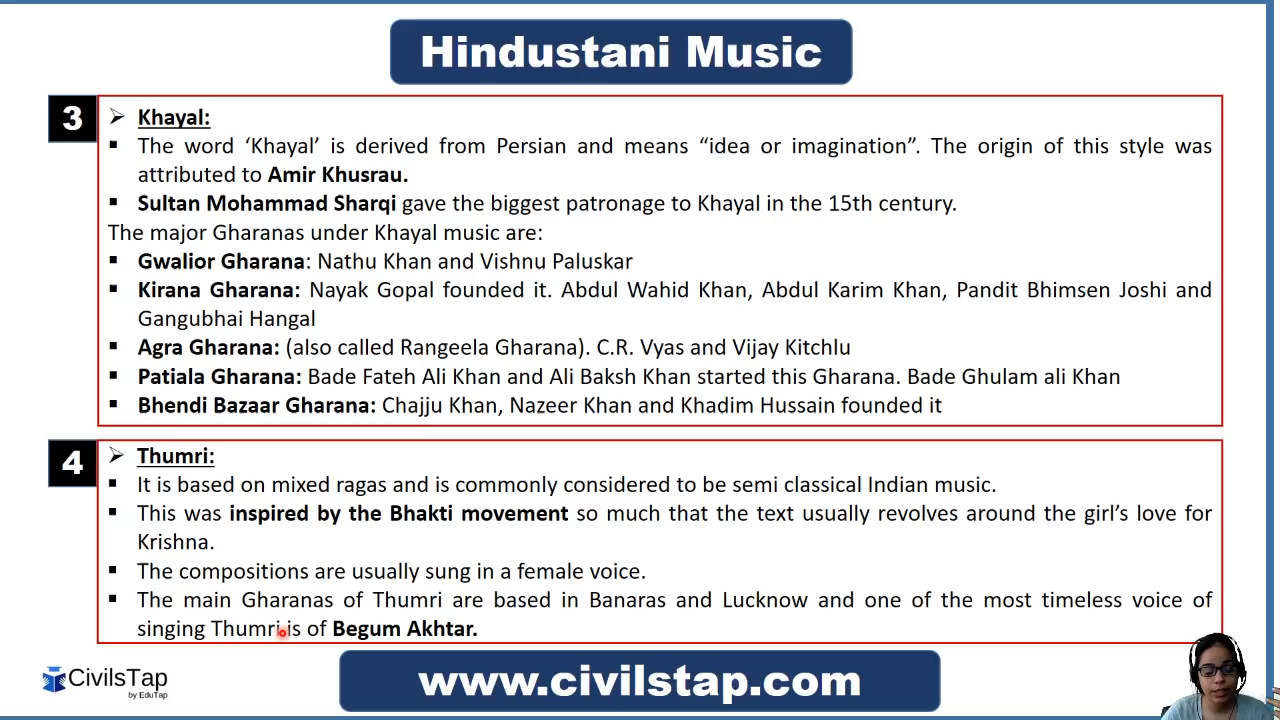 Hindustani Music
3
➢ Khayal:
▪ The word ‘Khayal’ is derived from Persian and means “idea or imagination”. The origin of this style was
attributed to Amir Khusrau.
▪ Sultan Mohammad Sharqi gave the biggest patronage to Khayal in the 15th century.
The major Gharanas under Khayal music are:
▪ Gwalior Gharana: Nathu Khan and Vishnu Paluskar
▪ Kirana Gharana: Nayak Gopal founded it. Abdul Wahid Khan, Abdul Karim Khan, Pandit Bhimsen Joshi and
Gangubhai Hangal
▪ Agra Gharana: (also called Rangeela Gharana). C.R. Vyas and Vijay Kitchlu
▪ Patiala Gharana: Bade Fateh Ali Khan and Ali Baksh Khan started this Gharana. Bade Ghulam ali Khan
▪ Bhendi Bazaar Gharana: Chajju Khan, Nazeer Khan and Khadim Hussain founded it
4
➢ Thumri:
▪ It is based on mixed ragas and is commonly considered to be semi classical Indian music.
▪ This was inspired by the Bhakti movement so much that the text usually revolves around the girl’s love for
Krishna.
▪ The compositions are usually sung in a female voice.
▪ The main Gharanas of Thumri are based in Banaras and Lucknow and one of the most timeless voice of
singing Thumri is of Begum Akhtar.
CivilsTap
by EduTap
www.civilstap.com